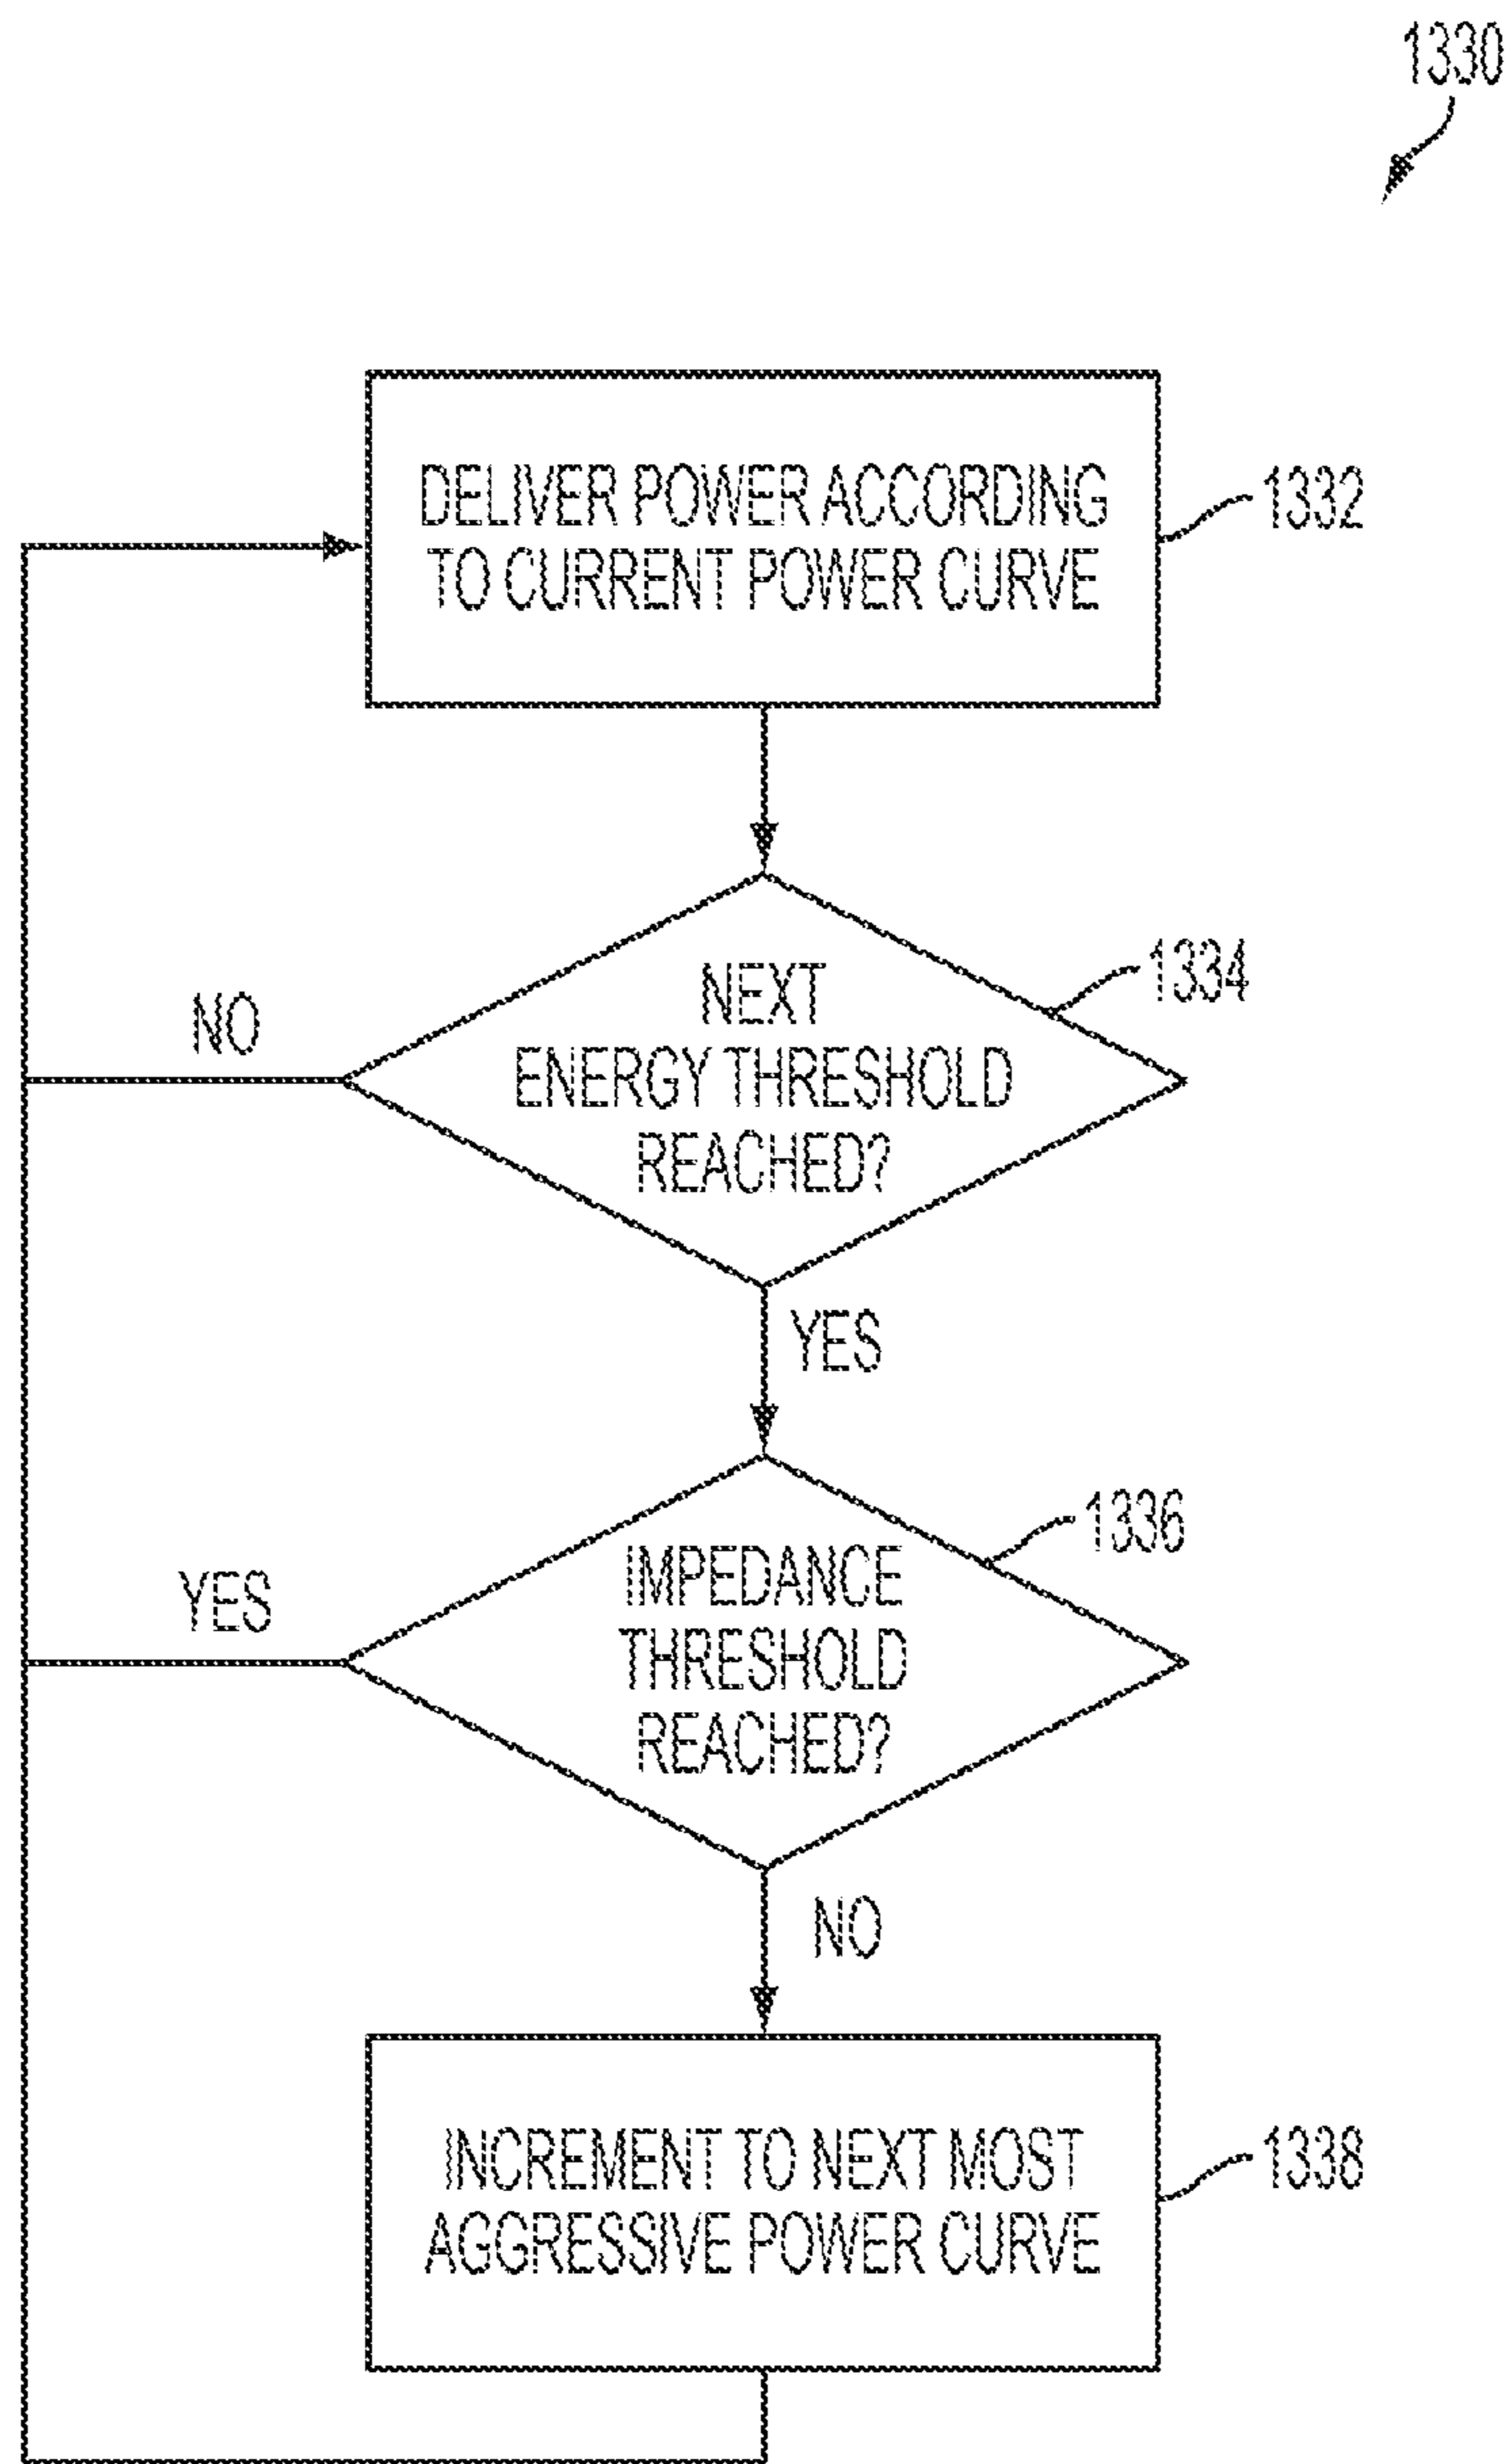 1330
DELIVER POWER ACCORDING
TO CURRENT POWER CURVE
1332
NEXT
ENERGY THRESHOLD
REACHED?
1334
NO
YES
IMPEDANCE
THRESHOLD
REACHED?
1336
YES
NO
INCREMENT TO NEXT MOST
AGGRESSIVE POWER CURVE
1338